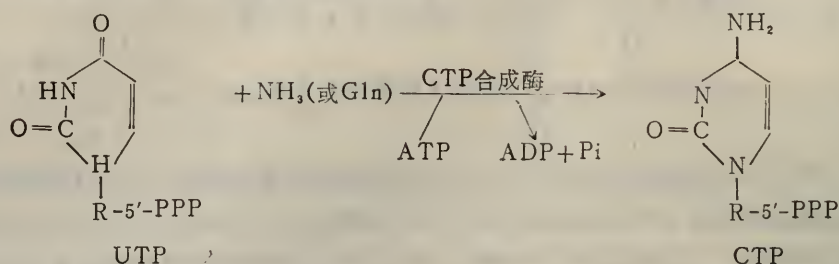 O
HN
O=C
H
R-5′-PPP
UTP
+NH₃(或Gln)
CTP合成酶
ATP
ADP+Pi
NH₂
N
O=C
N
R-5′-PPP
CTP